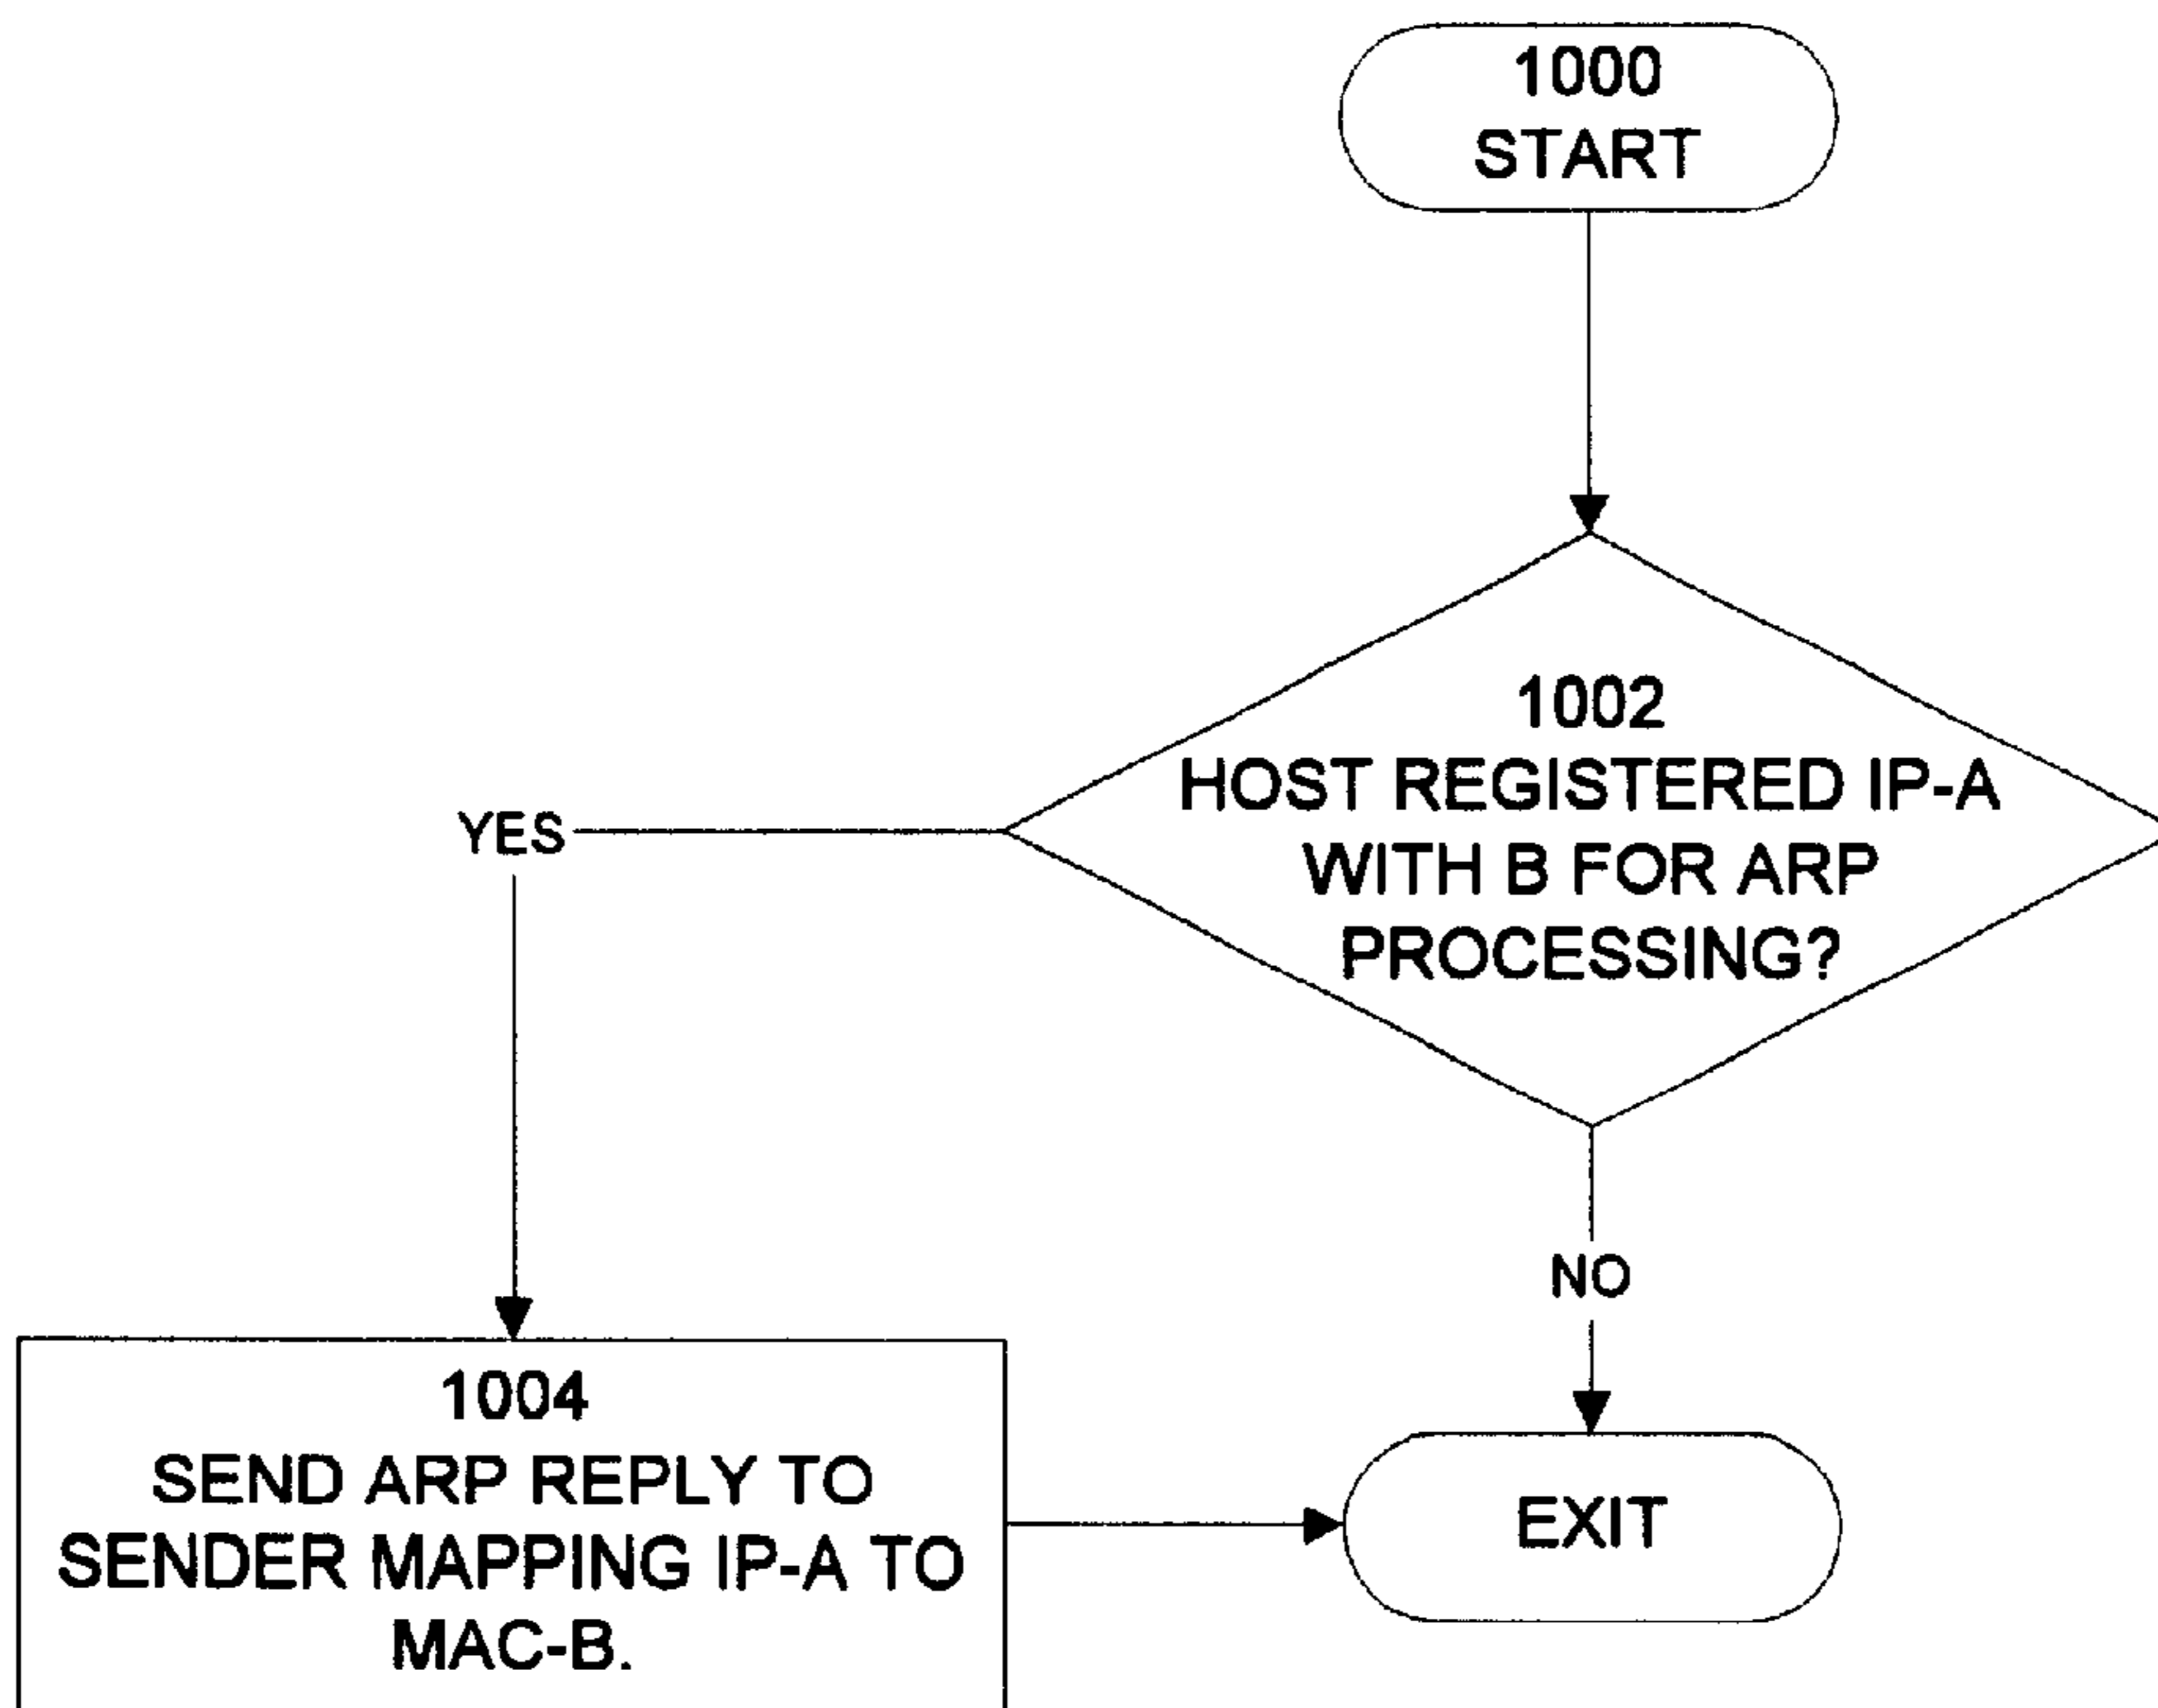 1000
START
1002
HOST REGISTERED IP-A
WITH B FOR ARP
PROCESSING?
YES
NO
1004
SEND ARP REPLY TO
SENDER MAPPING IP-A TO
MAC-B.
EXIT